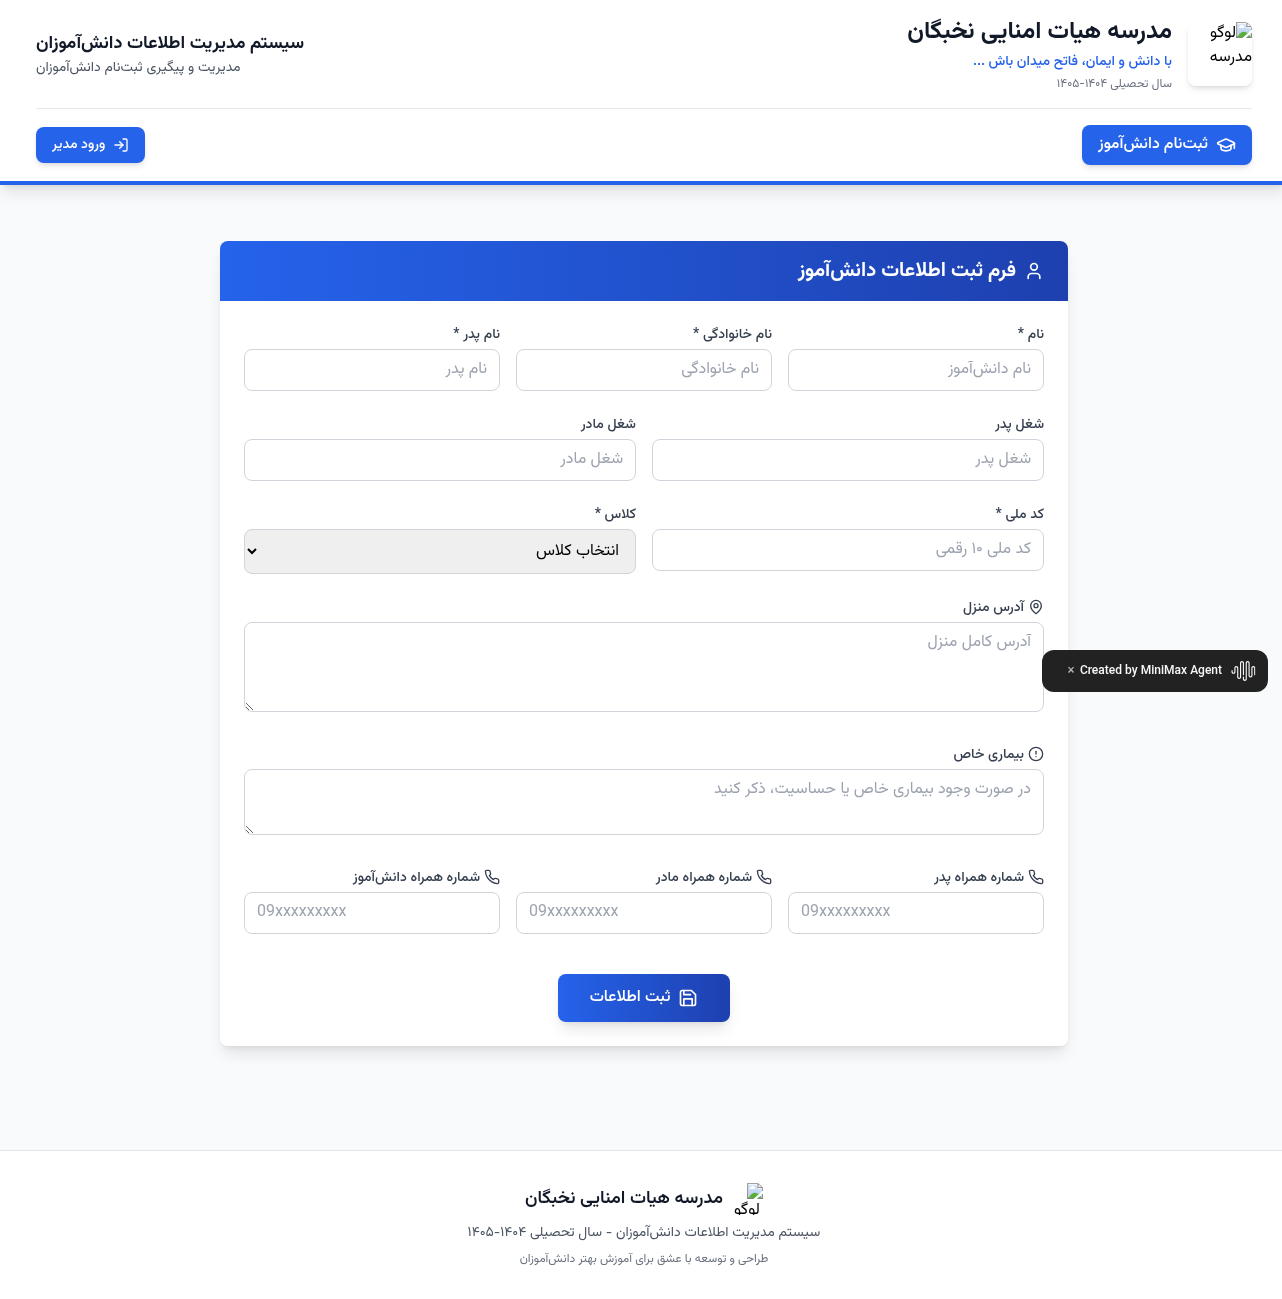 لوگو
مدرسه
مدرسه هیات امنایی نخبگان
با دانش و ایمان، فاتح میدان باش ...
سال تحصیلی ۱۴۰۴-۱۴۰۵
سیستم مدیریت اطلاعات دانش‌آموزان
مدیریت و پیگیری ثبت‌نام دانش‌آموزان
ثبت‌نام دانش‌آموز
ورود مدیر
فرم ثبت اطلاعات دانش‌آموز
نام *
نام خانوادگی *
نام پدر *
نام دانش‌آموز
نام خانوادگی
نام پدر
شغل پدر
شغل مادر
شغل پدر
شغل مادر
کد ملی *
کلاس *
کد ملی ۱۰ رقمی
انتخاب کلاس
آدرس منزل
آدرس کامل منزل
Created by MiniMax Agent ×
بیماری خاص
در صورت وجود بیماری خاص یا حساسیت، ذکر کنید
شماره همراه پدر
شماره همراه مادر
شماره همراه دانش‌آموز
09xxxxxxxxx
09xxxxxxxxx
09xxxxxxxxx
ثبت اطلاعات
لوگو
مدرسه هیات امنایی نخبگان
سیستم مدیریت اطلاعات دانش‌آموزان - سال تحصیلی ۱۴۰۴-۱۴۰۵
طراحی و توسعه با عشق برای آموزش بهتر دانش‌آموزان